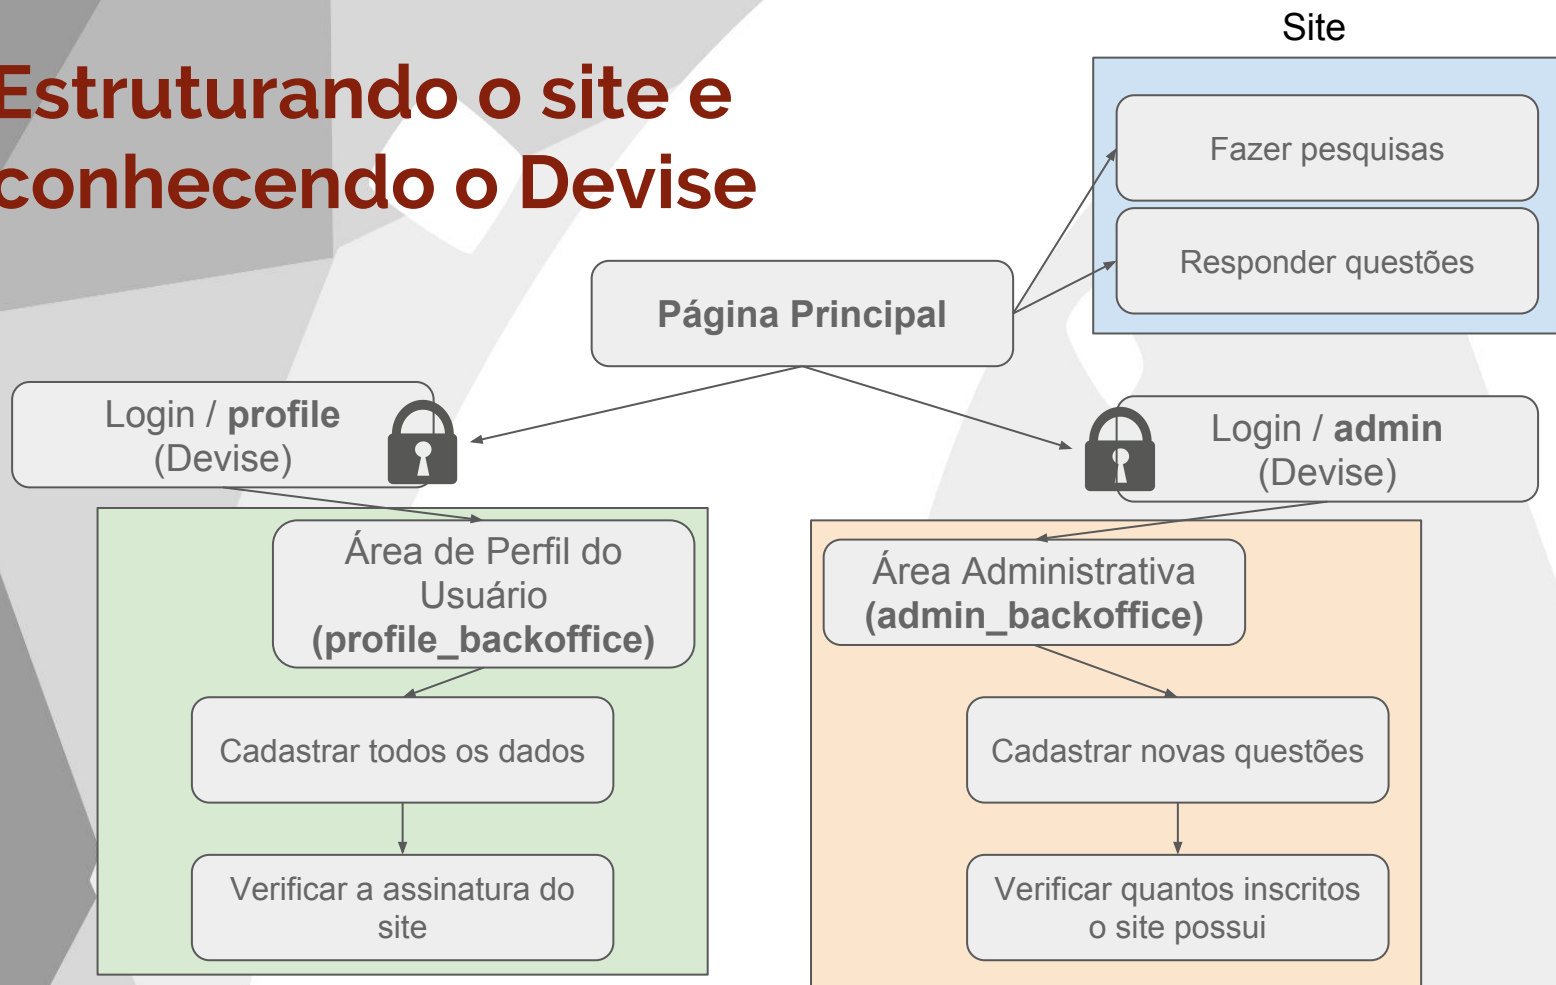 Estruturando o site e
conhecendo o Devise
Site
Fazer pesquisas
Responder questões
Página Principal
Login / profile
(Devise)
Login / admin
(Devise)
Área de Perfil do
Usuário
(profile_backoffice)
Cadastrar todos os dados
Verificar a assinatura do
site
Área Administrativa
(admin_backoffice)
Cadastrar novas questões
Verificar quantos inscritos
o site possui